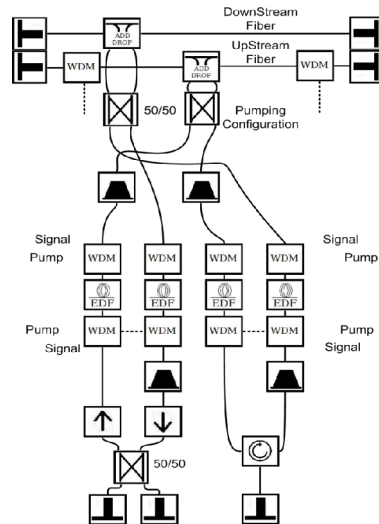 DownStream
Fiber
ADD
DROP
UpStream
Fiber
WDM
ADD
DROP
WDM
50/50
Pumping
Configuration
Signal
Pump
WDM
WDM
WDM
WDM
Signal
Pump
EDF
EDF
EDF
EDF
Pump
Signal
WDM
WDM
WDM
WDM
Pump
Signal
50/50